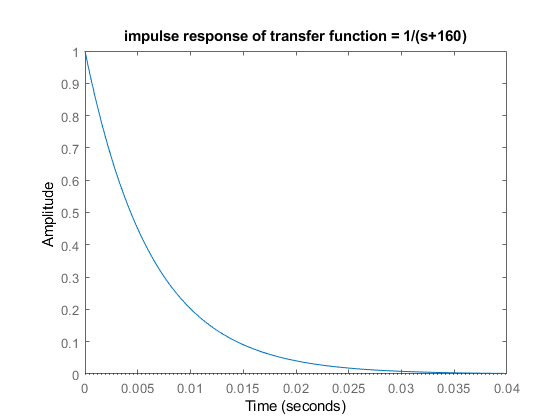 impulse response of transfer function = 1/(s+160)
1
0.9
0.8
0.7
0.6
0.5
0.4
0.3
0.2
0.1
0
Amplitude
0 0.005 0.01 0.015 0.02 0.025 0.03 0.035 0.04
Time (seconds)